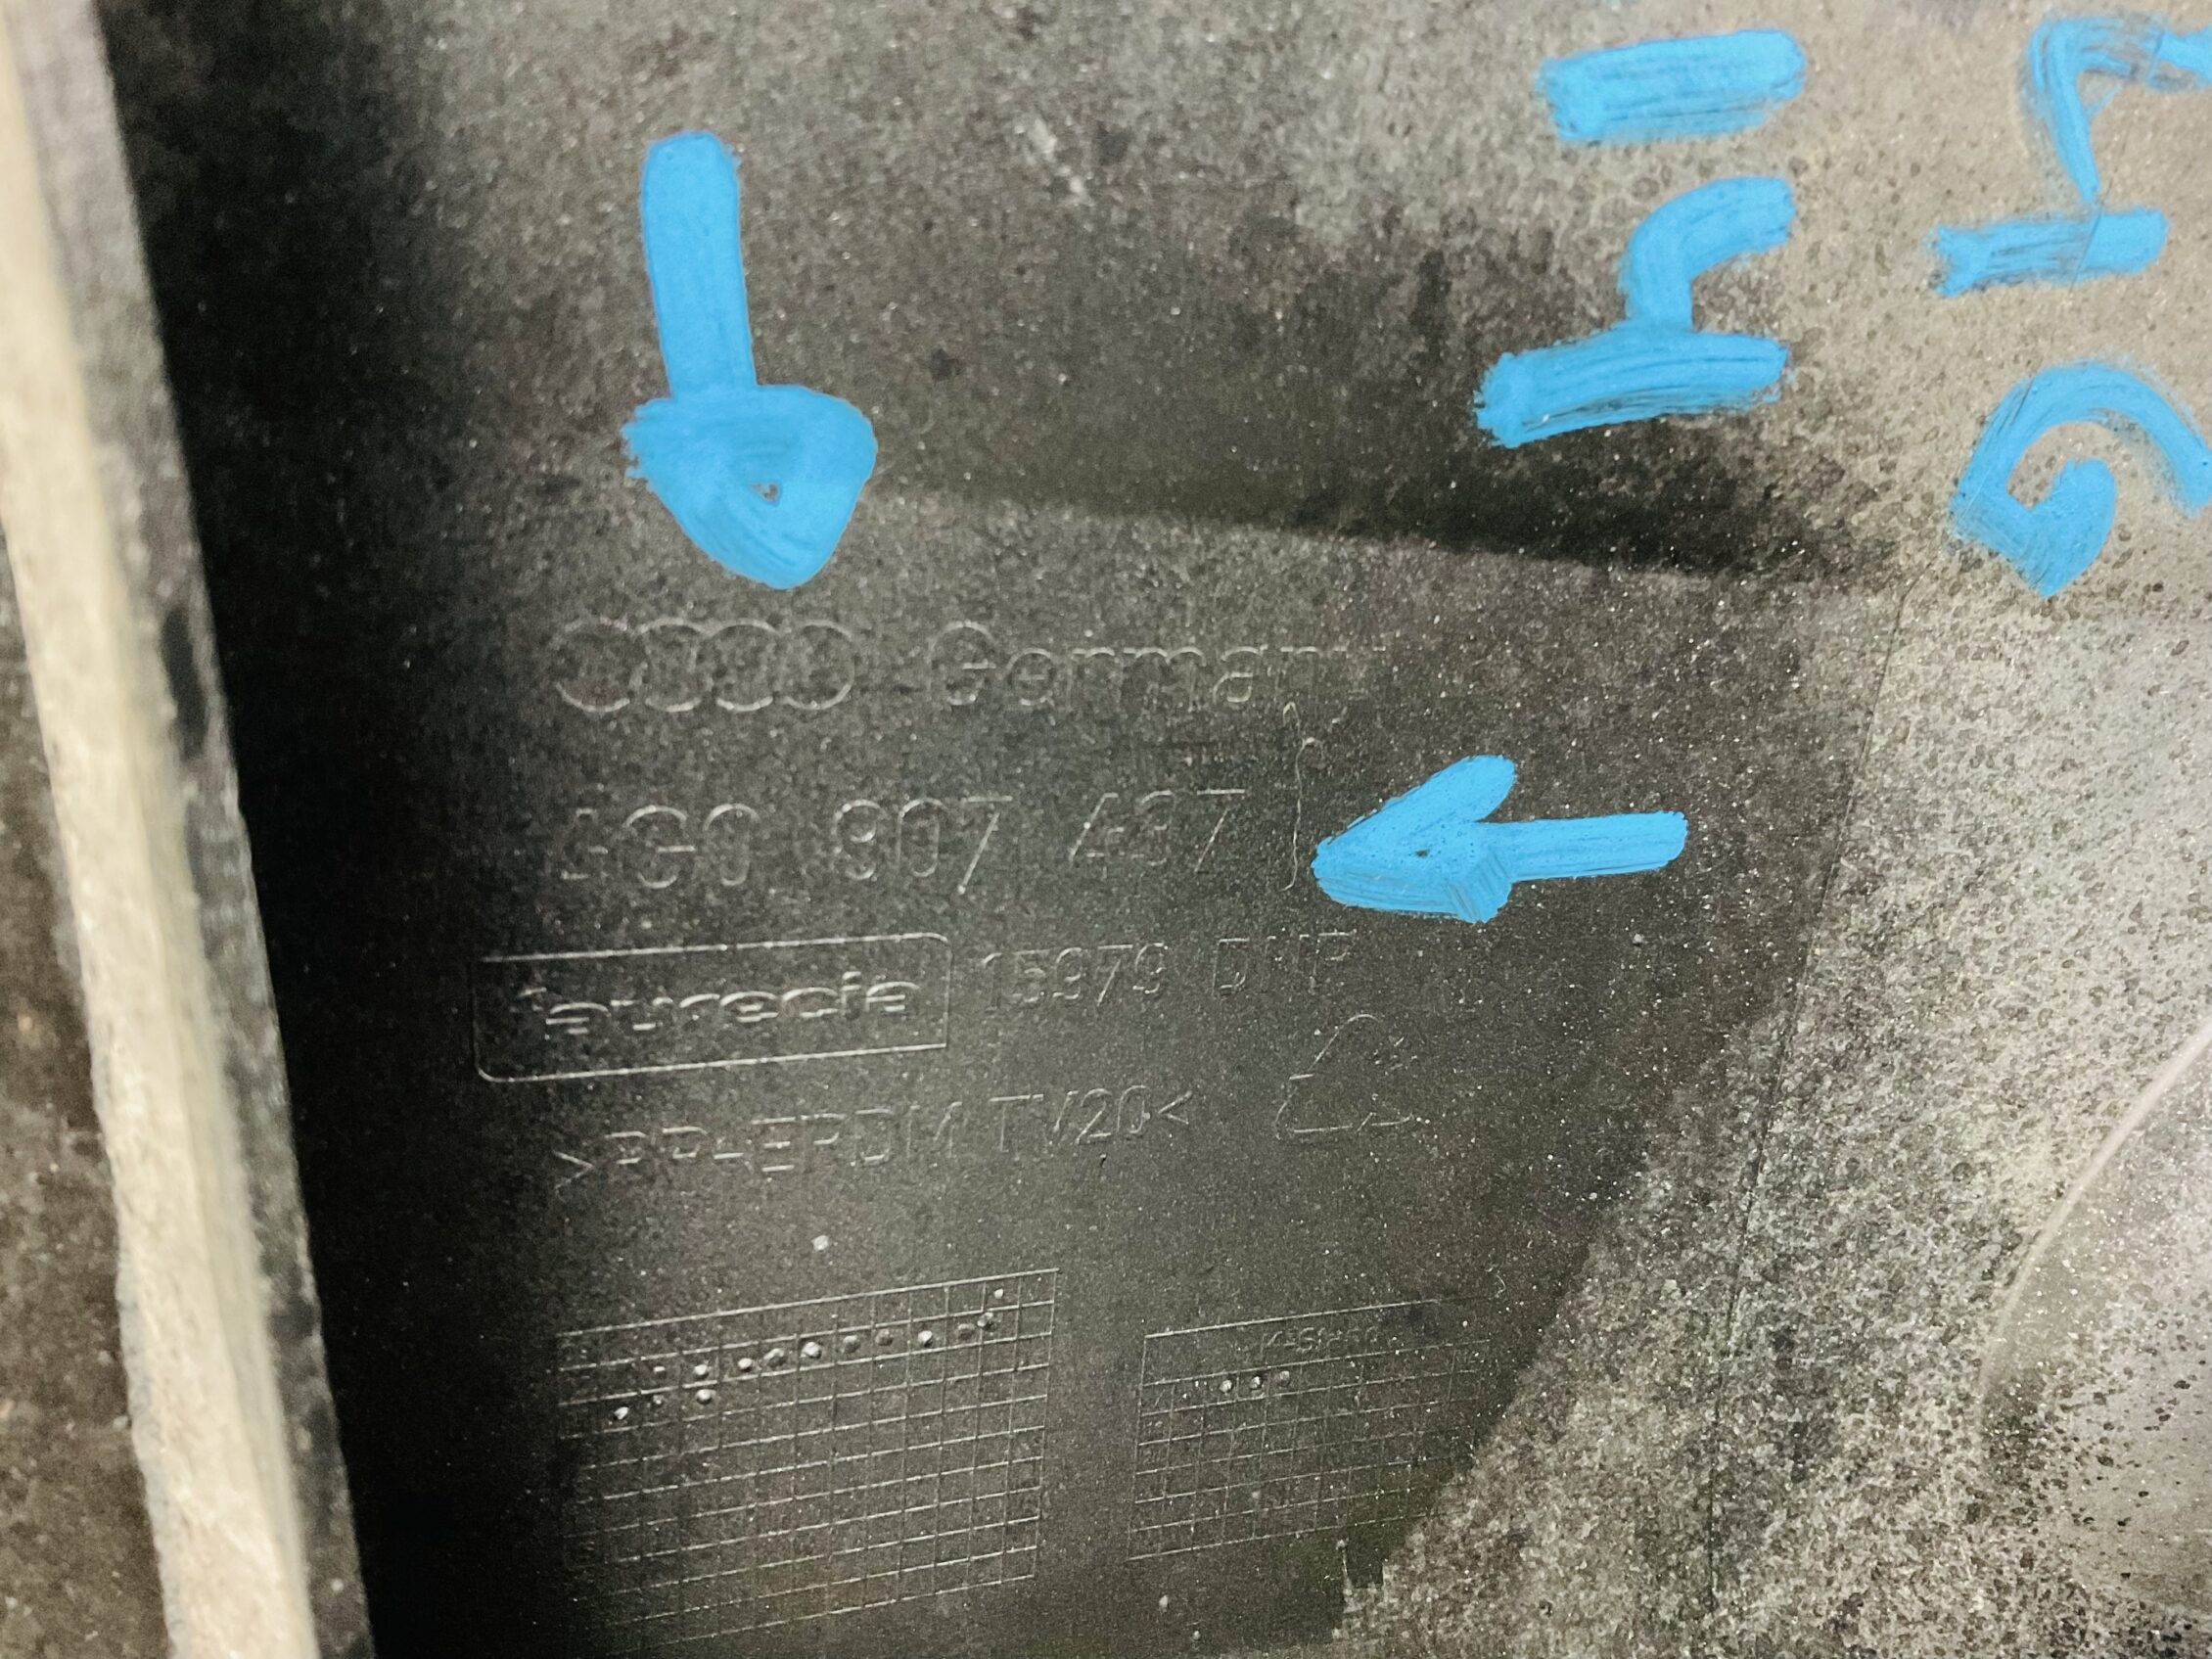 Germany
4G0 807 437
faurecia 15979 DMF
>PP+EPDM TV20<